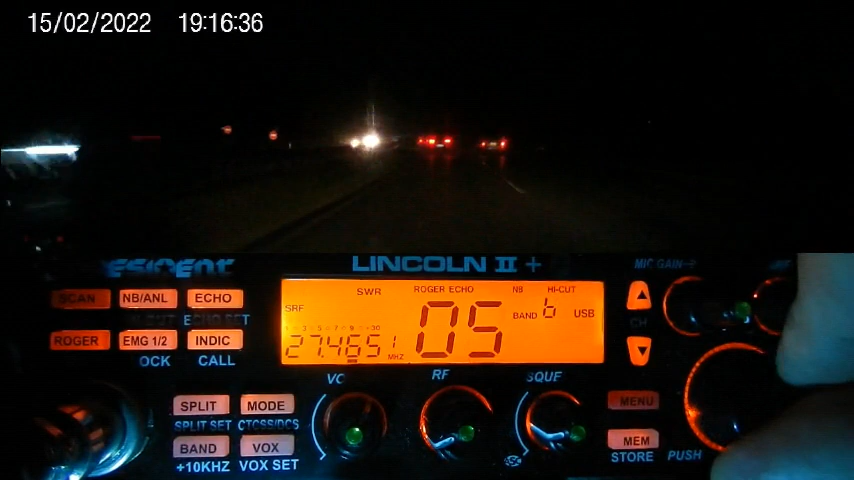 15/02/2022 19:16:36
ESIDENT LINCOLN II + MIC GAIN
SCAN NB/ANL ECHO
SWR ROGER ECHO NB HI-CUT
SRF BAND 6 USB
05
27.4651 MHZ
ECHO SET
CH
ROGER EMG 1/2 INDIC
OCK CALL
RF
SPLIT MODE
SPLIT SET CTCSS/DCS
BAND VOX
+10KHZ VOX SET
ASC
MENU
MEM
STORE PUSH